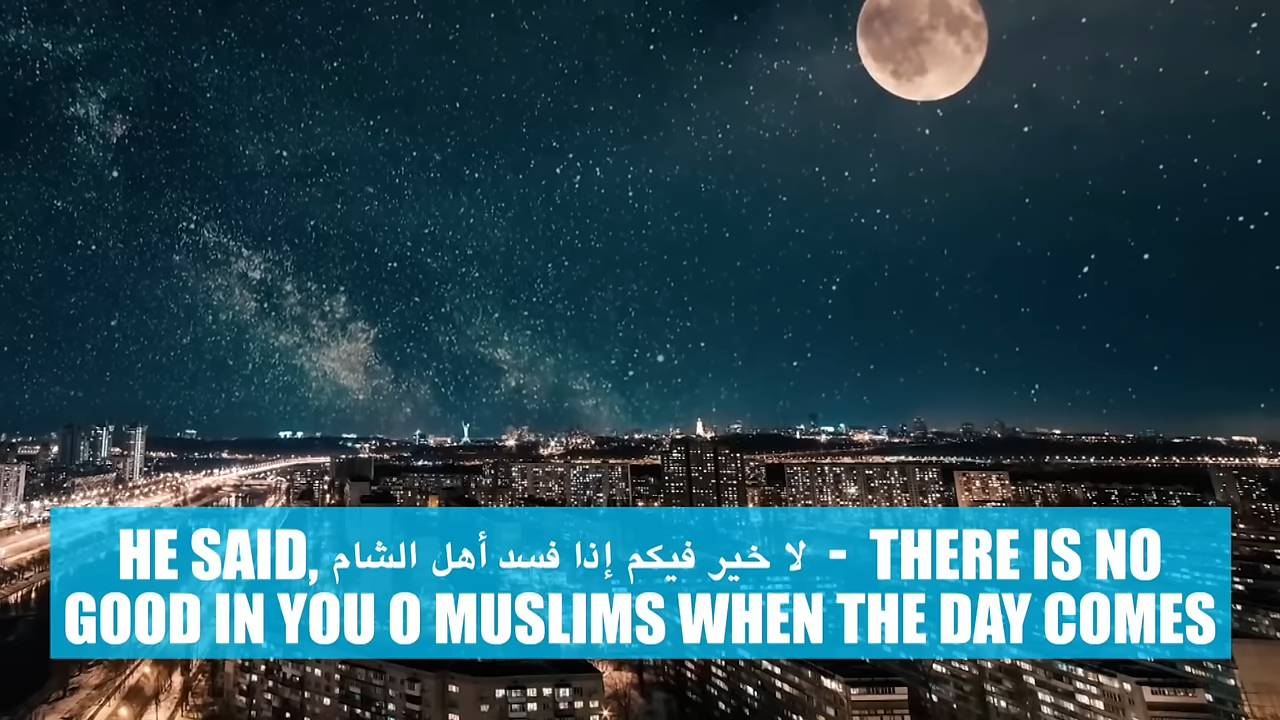 HE SAID, لا خير فيكم إذا فسد أهل الشام - THERE IS NO
GOOD IN YOU O MUSLIMS WHEN THE DAY COMES